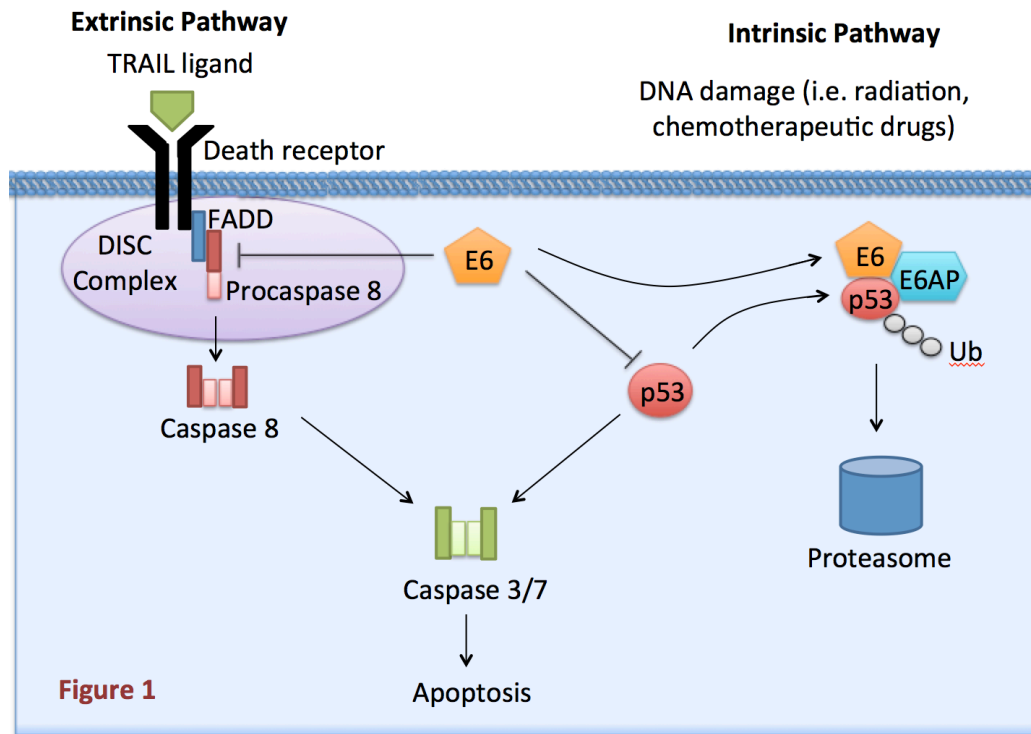 Extrinsic Pathway
TRAIL ligand
Death receptor
FADD
DISC
Complex
Procaspase 8
Caspase 8
E6
p53
Caspase 3/7
Apoptosis
Intrinsic Pathway
DNA damage (i.e. radiation,
chemotherapeutic drugs)
E6
E6AP
p53
Ub
Proteasome
Figure 1